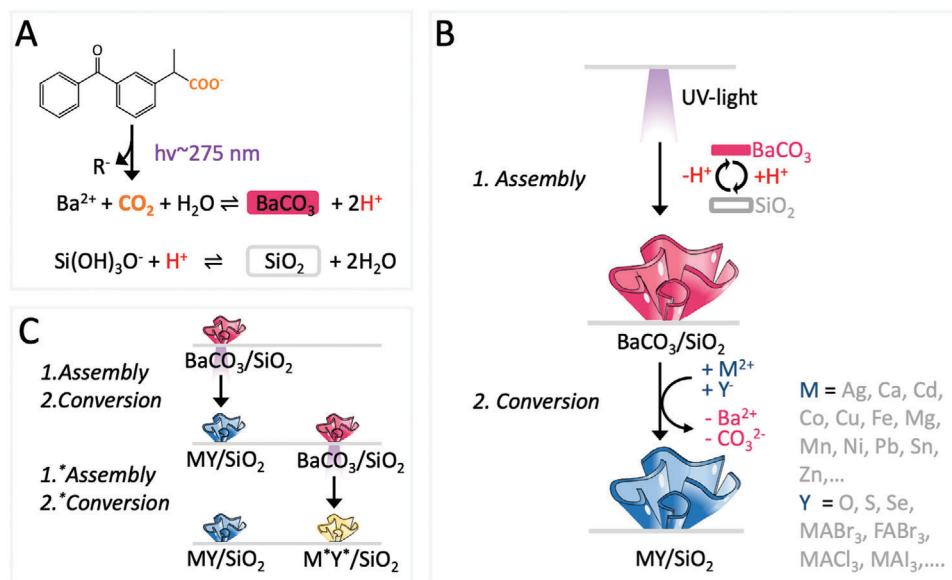 A
O
COO⁻
R⁻
hv~275 nm
Ba²⁺ + CO₂ + H₂O ⇌ BaCO₃ + 2H⁺
Si(OH)₃O⁻ + H⁺ ⇌ SiO₂ + 2H₂O
B
UV-light
1. Assembly
BaCO₃
-H⁺ +H⁺
SiO₂
BaCO₃/SiO₂
2. Conversion
+ M²⁺
+ Y⁻
- Ba²⁺
- CO₃²⁻
MY/SiO₂
M = Ag, Ca, Cd,
Co, Cu, Fe, Mg,
Mn, Ni, Pb, Sn,
Zn,...
Y = O, S, Se,
MABr₃, FABr₃,
MACl₃, MAI₃,....
C
BaCO₃/SiO₂
1.Assembly
2.Conversion
MY/SiO₂ BaCO₃/SiO₂
1.*Assembly
2.*Conversion
MY/SiO₂ M*Y*/SiO₂